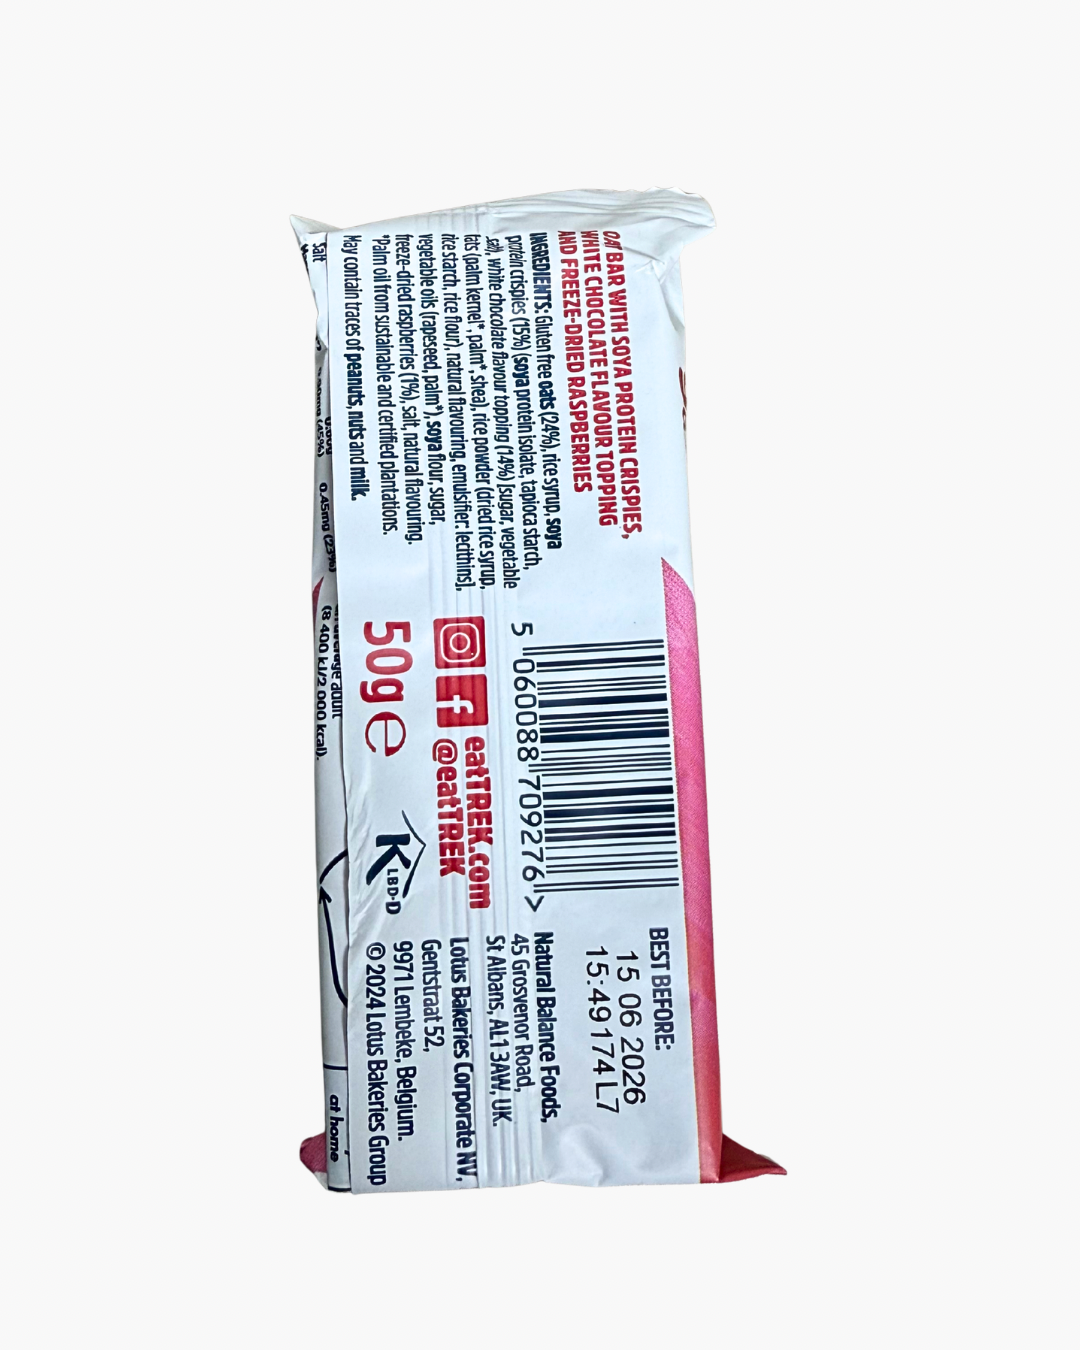 OAT BAR WITH SOYA PROTEIN CRISPIES,
WHITE CHOCOLATE FLAVOUR TOPPING
AND FREEZE-DRIED RASPBERRIES
INGREDIENTS: Gluten free oats (24%), rice syrup, soya
protein crispies (15%) (soya protein isolate, tapioca starch,
salt), white chocolate flavour topping (14%) [sugar, vegetable
fats (palm kernel*, palm*, shea), rice powder (dried rice syrup,
rice starch, rice flour), natural flavouring, emulsifier: lecithins],
vegetable oils (rapeseed, palm*), soya flour, sugar,
freeze-dried raspberries (1%), salt, natural flavouring.
*Palm oil from sustainable and certified plantations.
May contain traces of peanuts, nuts and milk.
5 060088 709276 >
eatTREK.com
@eatTREK
50g e
K LBD-D
BEST BEFORE:
15 06 2026
15:49174L7
Natural Balance Foods,
45 Grosvenor Road,
St Albans, AL1 3AW, UK.
Lotus Bakeries Corporate NV,
Gentstraat 52,
9971 Lembeke, Belgium.
© 2024 Lotus Bakeries Group
Salt
0.45mg (23%)
average adult
(8 400 kJ/2 000 kcal).
at home